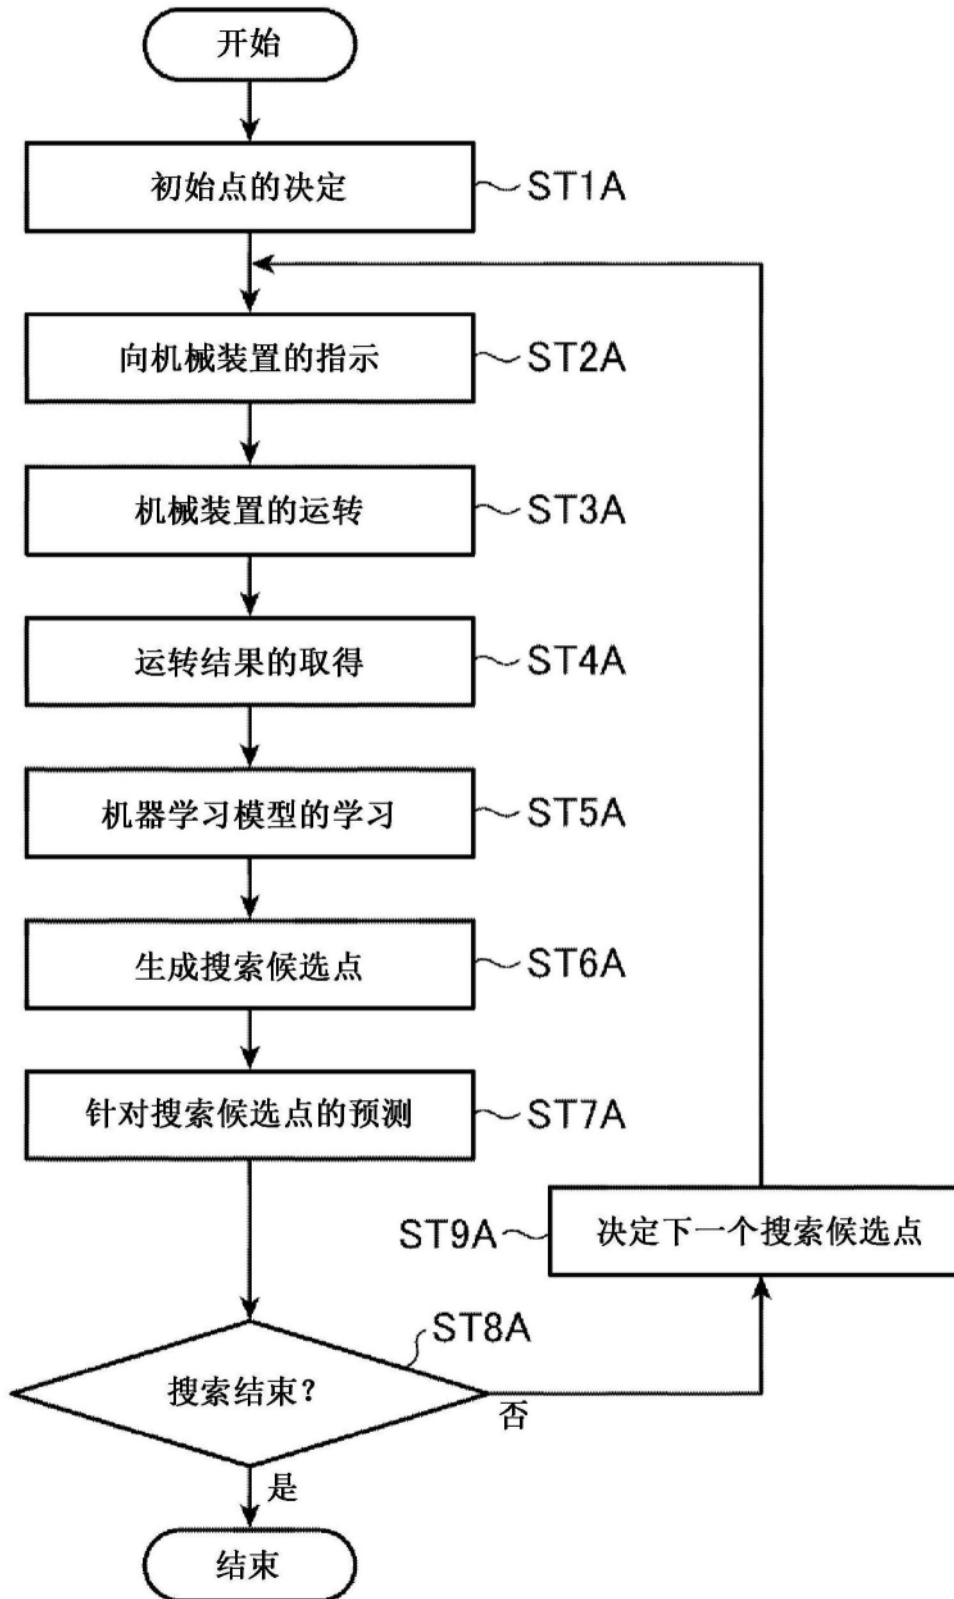 开始
初始点的决定
ST1A
向机械装置的指示
ST2A
机械装置的运转
ST3A
运转结果的取得
ST4A
机器学习模型的学习
ST5A
生成搜索候选点
ST6A
针对搜索候选点的预测
ST7A
ST9A
决定下一个搜索候选点
ST8A
搜索结束?
否
是
结束